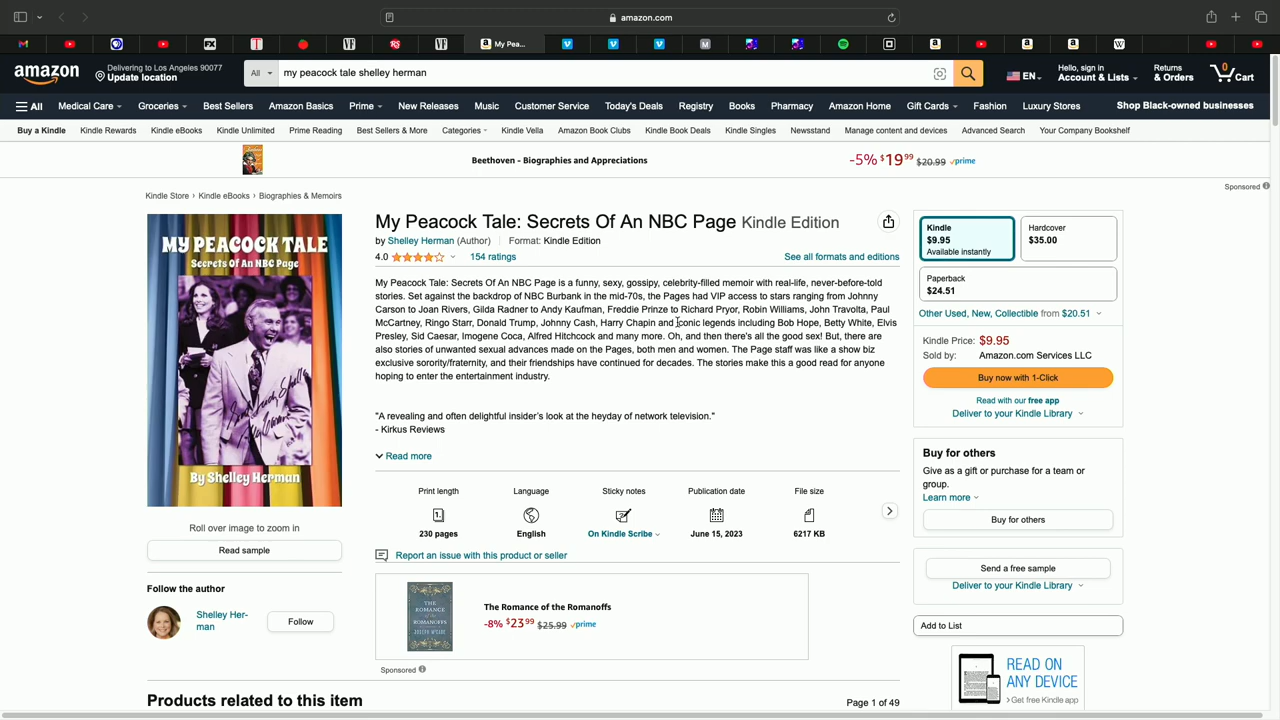 amazon.com
My Pea...
amazon
Delivering to Los Angeles 90077
Update location
All
my peacock tale shelley herman
EN
Hello, sign in
Account & Lists
Returns
& Orders
0
Cart
All
Medical Care
Groceries
Best Sellers
Amazon Basics
Prime
New Releases
Music
Customer Service
Today's Deals
Registry
Books
Pharmacy
Amazon Home
Gift Cards
Fashion
Luxury Stores
Shop Black-owned businesses
Buy a Kindle
Kindle Rewards
Kindle eBooks
Kindle Unlimited
Prime Reading
Best Sellers & More
Categories
Kindle Vella
Amazon Book Clubs
Kindle Book Deals
Kindle Singles
Newsstand
Manage content and devices
Advanced Search
Your Company Bookshelf
Beethoven - Biographies and Appreciations
-5% $19.99 $20.99 prime
Sponsored
Kindle Store › Kindle eBooks › Biographies & Memoirs
MY PEACOCK TALE
Secrets Of An NBC Page
By Shelley Herman
Roll over image to zoom in
Read sample
Follow the author
Shelley Her-
man
Follow
My Peacock Tale: Secrets Of An NBC Page Kindle Edition
by Shelley Herman (Author) | Format: Kindle Edition
4.0
154 ratings
See all formats and editions
My Peacock Tale: Secrets Of An NBC Page is a funny, sexy, gossipy, celebrity-filled memoir with real-life, never-before-told
stories. Set against the backdrop of NBC Burbank in the mid-70s, the Pages had VIP access to stars ranging from Johnny
Carson to Joan Rivers, Gilda Radner to Andy Kaufman, Freddie Prinze to Richard Pryor, Robin Williams, John Travolta, Paul
McCartney, Ringo Starr, Donald Trump, Johnny Cash, Harry Chapin and iconic legends including Bob Hope, Betty White, Elvis
Presley, Sid Caesar, Imogene Coca, Alfred Hitchcock and many more. Oh, and then there's all the good sex! But, there are
also stories of unwanted sexual advances made on the Pages, both men and women. The Page staff was like a show biz
exclusive sorority/fraternity, and their friendships have continued for decades. The stories make this a good read for anyone
hoping to enter the entertainment industry.
"A revealing and often delightful insider's look at the heyday of network television."
- Kirkus Reviews
Read more
Print length
230 pages
Language
English
Sticky notes
On Kindle Scribe
Publication date
June 15, 2023
File size
6217 KB
Report an issue with this product or seller
THE
ROMANCE
of the
ROMANOFFS
JOSEPH McCABE
The Romance of the Romanoffs
-8% $23.99 $25.99 prime
Sponsored
Products related to this item
Page 1 of 49
Kindle
$9.95
Available instantly
Hardcover
$35.00
Paperback
$24.51
Other Used, New, Collectible from $20.51
Kindle Price: $9.95
Sold by: Amazon.com Services LLC
Buy now with 1-Click
Read with our free app
Deliver to your Kindle Library
Buy for others
Give as a gift or purchase for a team or
group.
Learn more
Buy for others
Send a free sample
Deliver to your Kindle Library
Add to List
READ ON
ANY DEVICE
› Get free Kindle app